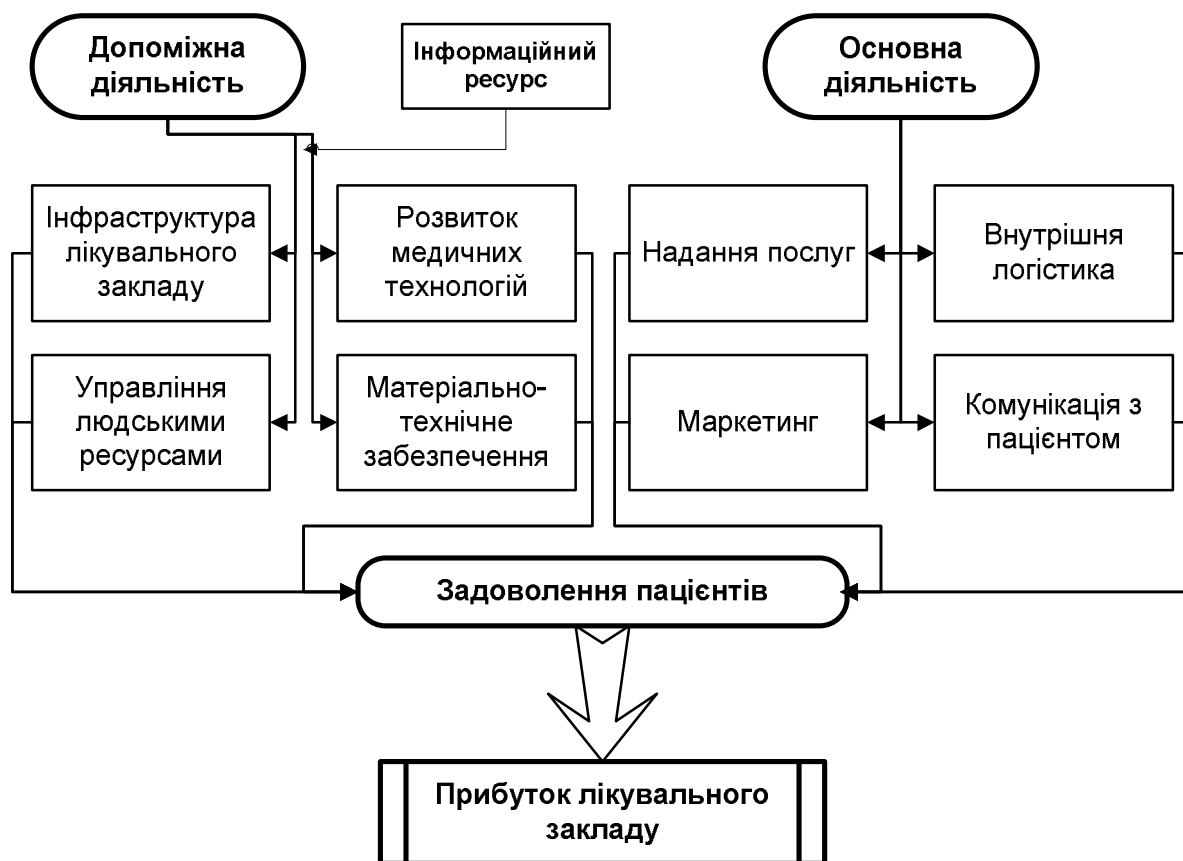 Допоміжна
діяльність
Інформаційний
ресурс
Основна
діяльність
Інфраструктура
лікувального
закладу
Розвиток
медичних
технологій
Надання послуг
Внутрішня
логістика
Управління
людськими
ресурсами
Матеріально-
технічне
забезпечення
Маркетинг
Комунікація з
пацієнтом
Задоволення пацієнтів
Прибуток лікувального
закладу